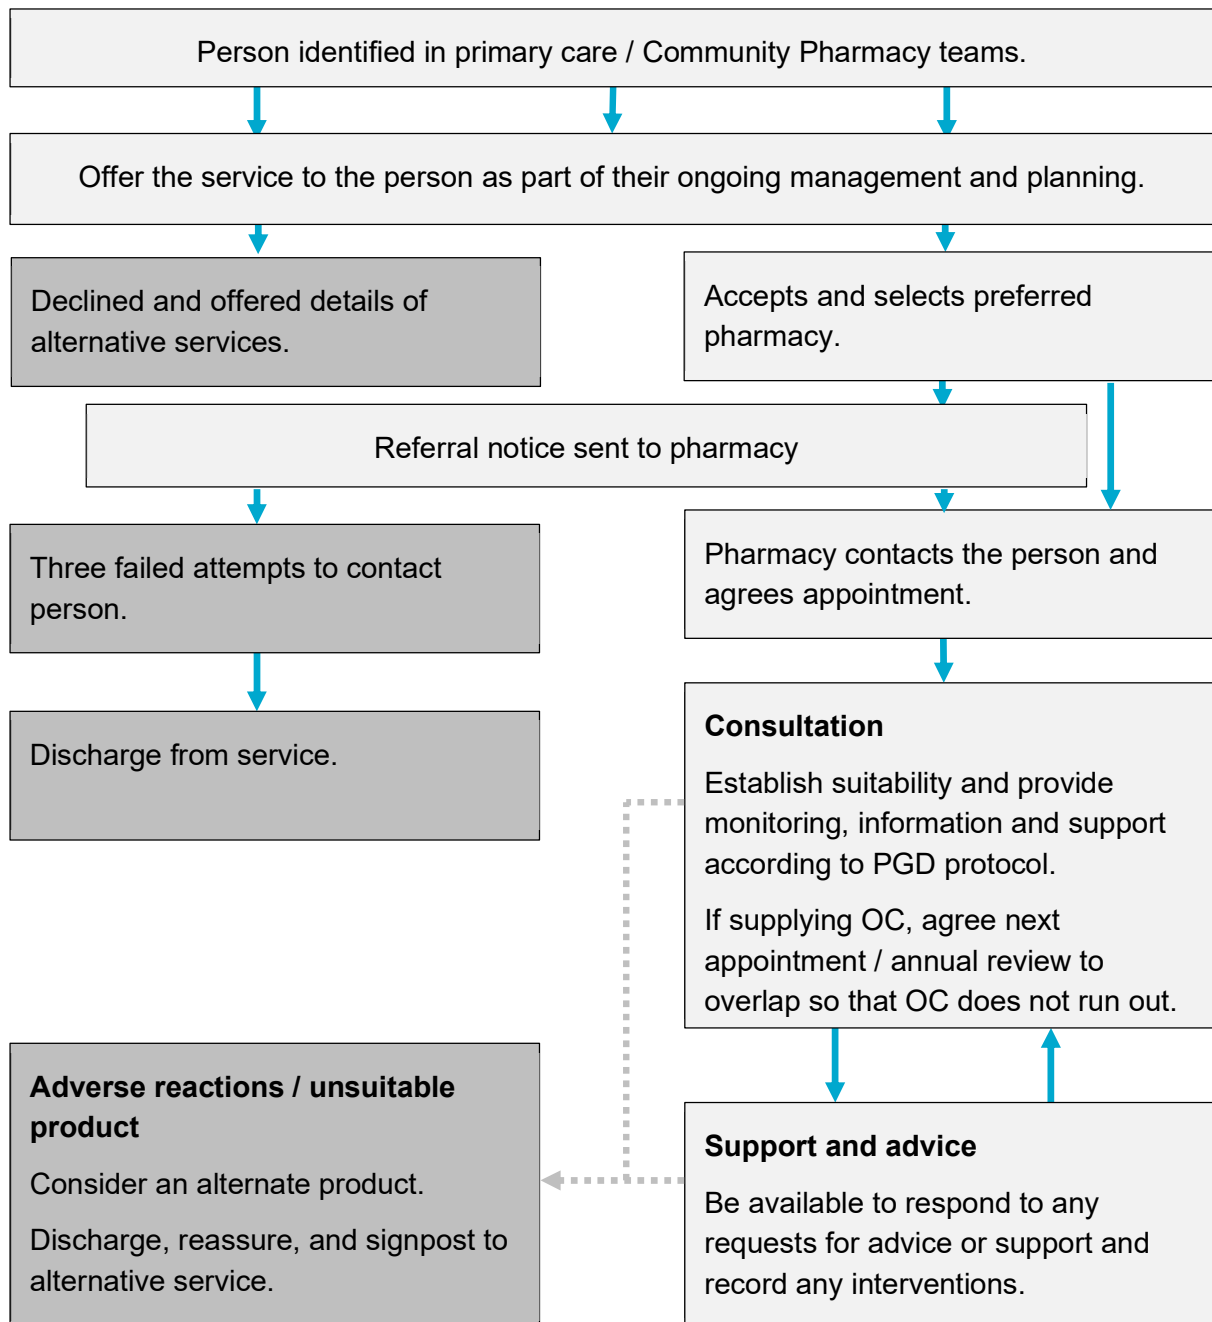 Person identified in primary care / Community Pharmacy teams.
Offer the service to the person as part of their ongoing management and planning.
Declined and offered details of
alternative services.
Accepts and selects preferred
pharmacy.
Referral notice sent to pharmacy
Three failed attempts to contact
person.
Pharmacy contacts the person and
agrees appointment.
Discharge from service.
Consultation
Establish suitability and provide
monitoring, information and support
according to PGD protocol.
If supplying OC, agree next
appointment / annual review to
overlap so that OC does not run out.
Adverse reactions / unsuitable
product
Consider an alternate product.
Discharge, reassure, and signpost to
alternative service.
Support and advice
Be available to respond to any
requests for advice or support and
record any interventions.